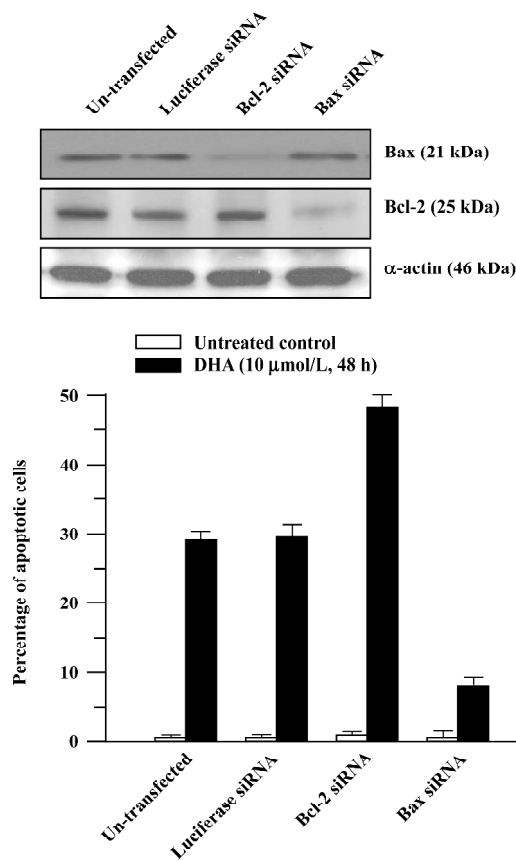 Un-transfected
Luciferase siRNA
Bcl-2 siRNA
Bax siRNA
Bax (21 kDa)
Bcl-2 (25 kDa)
α-actin (46 kDa)
Untreated control
DHA (10 μmol/L, 48 h)
Percentage of apoptotic cells
50
40
30
20
10
0
Un-transfected
Luciferase siRNA
Bcl-2 siRNA
Bax siRNA